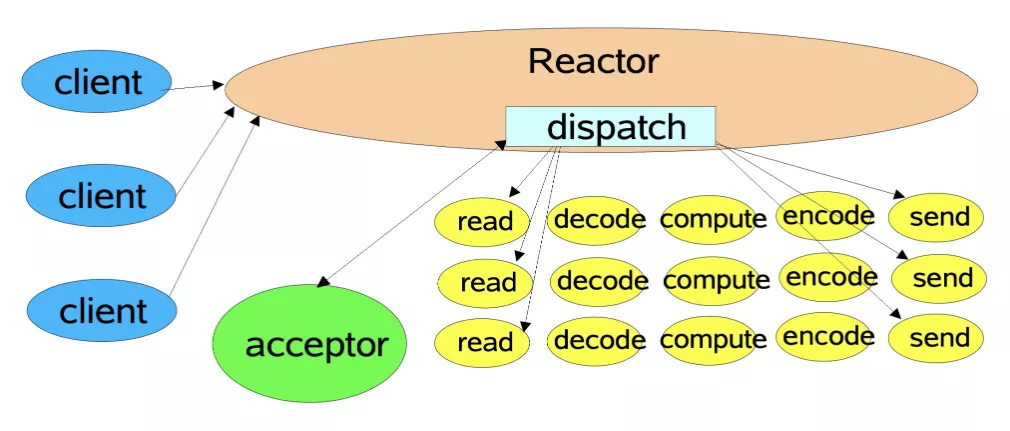 Reactor
client
dispatch
client
read decode compute encode send
read decode compute encode send
client
acceptor
read decode compute encode send